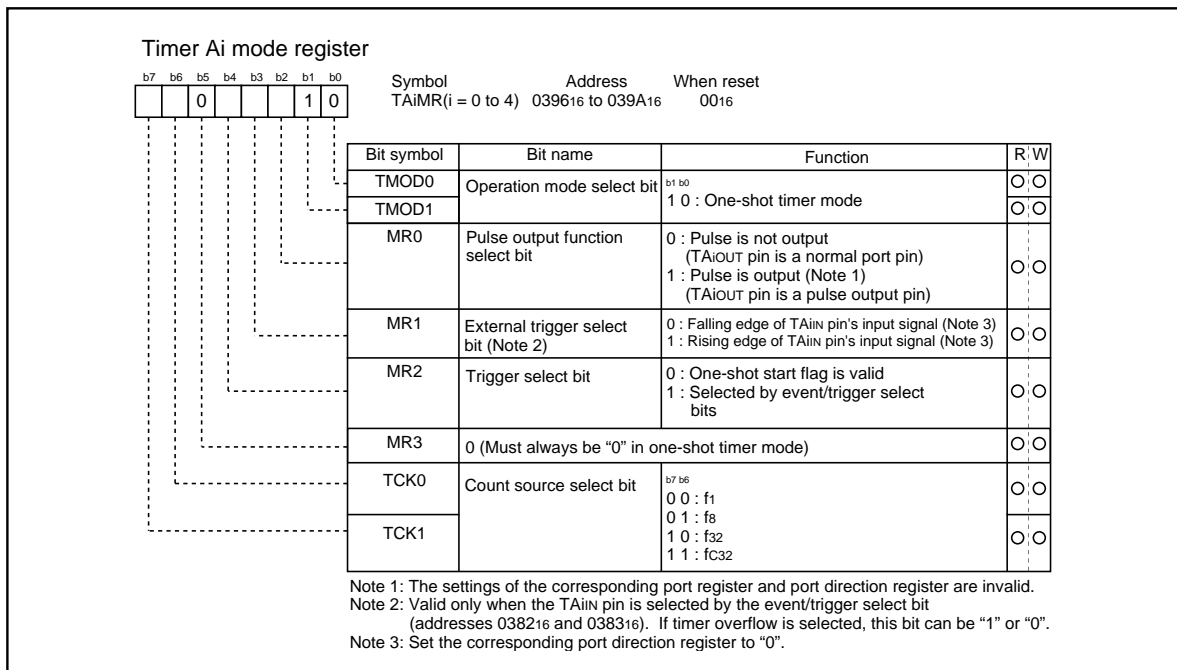 Timer Ai mode register
b7 b6 b5 b4 b3 b2 b1 b0
0 1 0
Symbol Address When reset
TAiMR(i = 0 to 4) 039616 to 039A16 0016
Bit symbol Bit name Function R W
TMOD0 Operation mode select bit b1 b0
1 0 : One-shot timer mode
TMOD1
MR0 Pulse output function select bit 0 : Pulse is not output
(TAiOUT pin is a normal port pin)
1 : Pulse is output (Note 1)
(TAiOUT pin is a pulse output pin)
MR1 External trigger select bit (Note 2) 0 : Falling edge of TAiIN pin's input signal (Note 3)
1 : Rising edge of TAiIN pin's input signal (Note 3)
MR2 Trigger select bit 0 : One-shot start flag is valid
1 : Selected by event/trigger select
bits
MR3 0 (Must always be “0” in one-shot timer mode)
TCK0 Count source select bit b7 b6
0 0 : f1
0 1 : f8
TCK1 1 0 : f32
1 1 : fC32
Note 1: The settings of the corresponding port register and port direction register are invalid.
Note 2: Valid only when the TAiIN pin is selected by the event/trigger select bit
(addresses 038216 and 038316). If timer overflow is selected, this bit can be “1” or “0”.
Note 3: Set the corresponding port direction register to “0”.